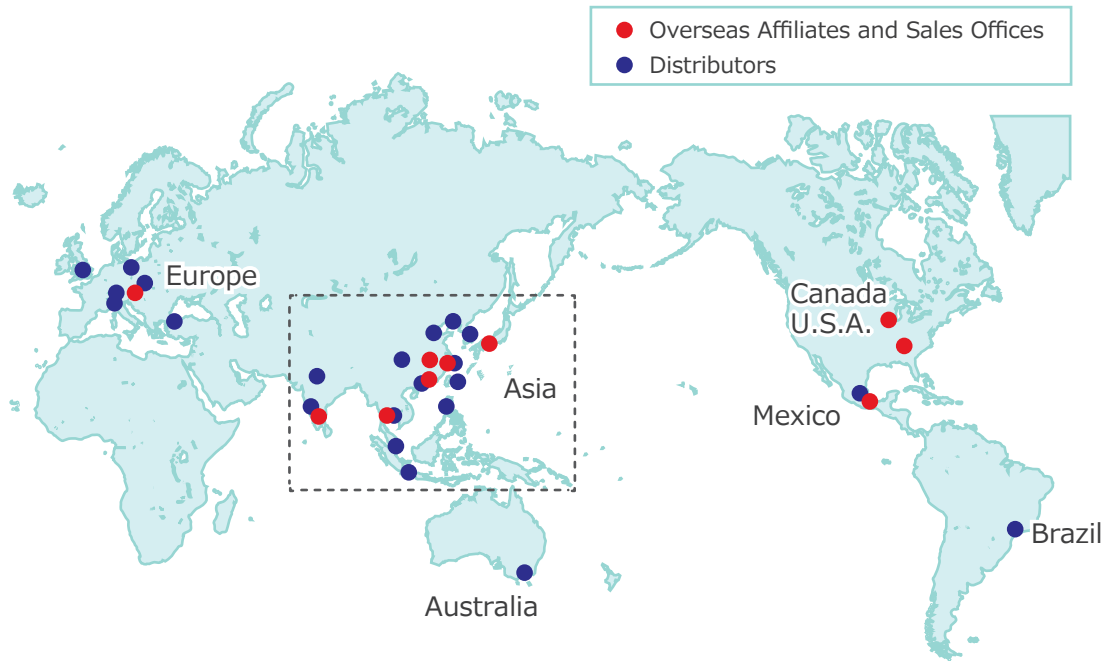 Overseas Affiliates and Sales Offices
Distributors
Europe
Canada
U.S.A.
Asia
Mexico
Brazil
Australia